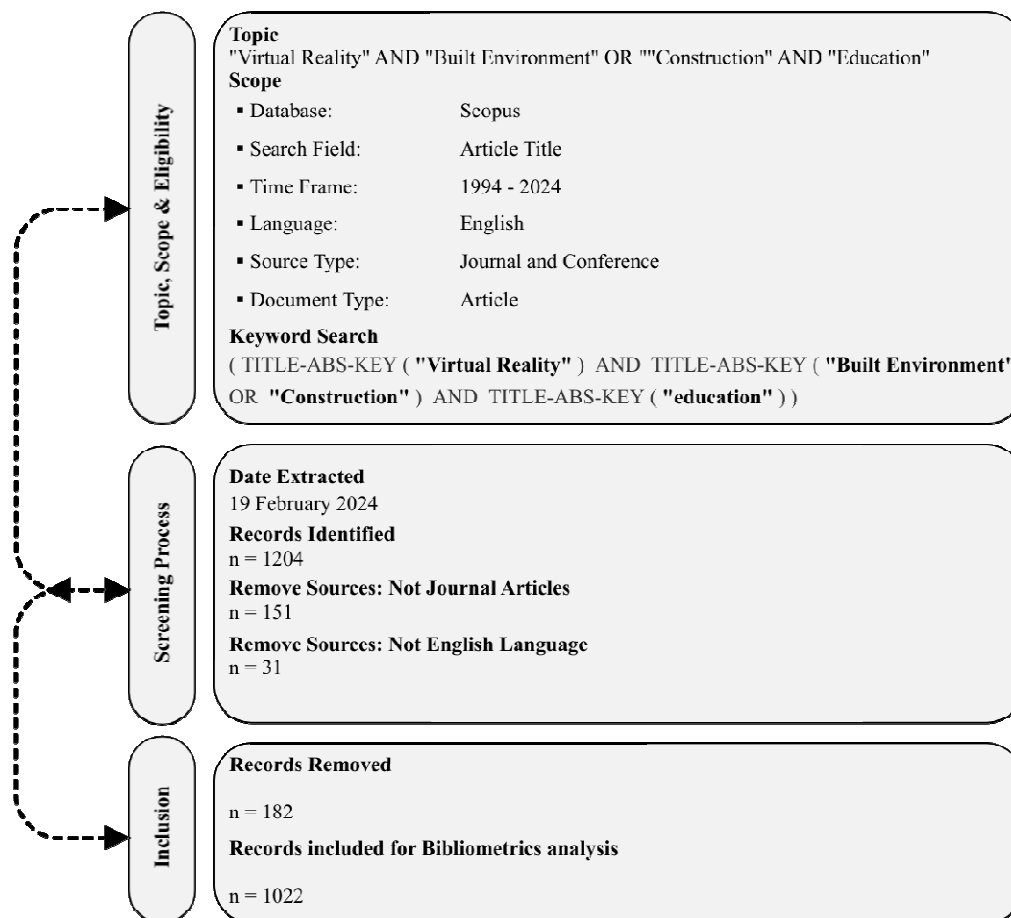 Topic, Scope & Eligibility
Topic
"Virtual Reality" AND "Built Environment" OR ""Construction" AND "Education"
Scope
▪ Database: Scopus
▪ Search Field: Article Title
▪ Time Frame: 1994 - 2024
▪ Language: English
▪ Source Type: Journal and Conference
▪ Document Type: Article
Keyword Search
( TITLE-ABS-KEY ( "Virtual Reality" ) AND TITLE-ABS-KEY ( "Built Environment"
OR "Construction" ) AND TITLE-ABS-KEY ( "education" ) )
Screening Process
Date Extracted
19 February 2024
Records Identified
n = 1204
Remove Sources: Not Journal Articles
n = 151
Remove Sources: Not English Language
n = 31
Inclusion
Records Removed
n = 182
Records included for Bibliometrics analysis
n = 1022